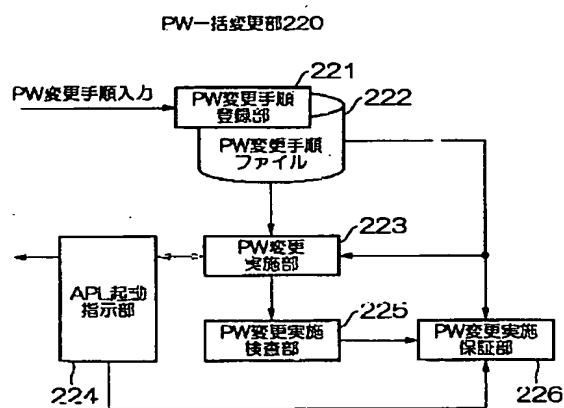 PW一括変更部220
221
PW変更手順入力
PW変更手順
登録部
222
PW変更手順
ファイル
223
PW変更
実施部
APL起動
指示部
225
PW変更実施
検査部
PW変更実施
保証部
224
226